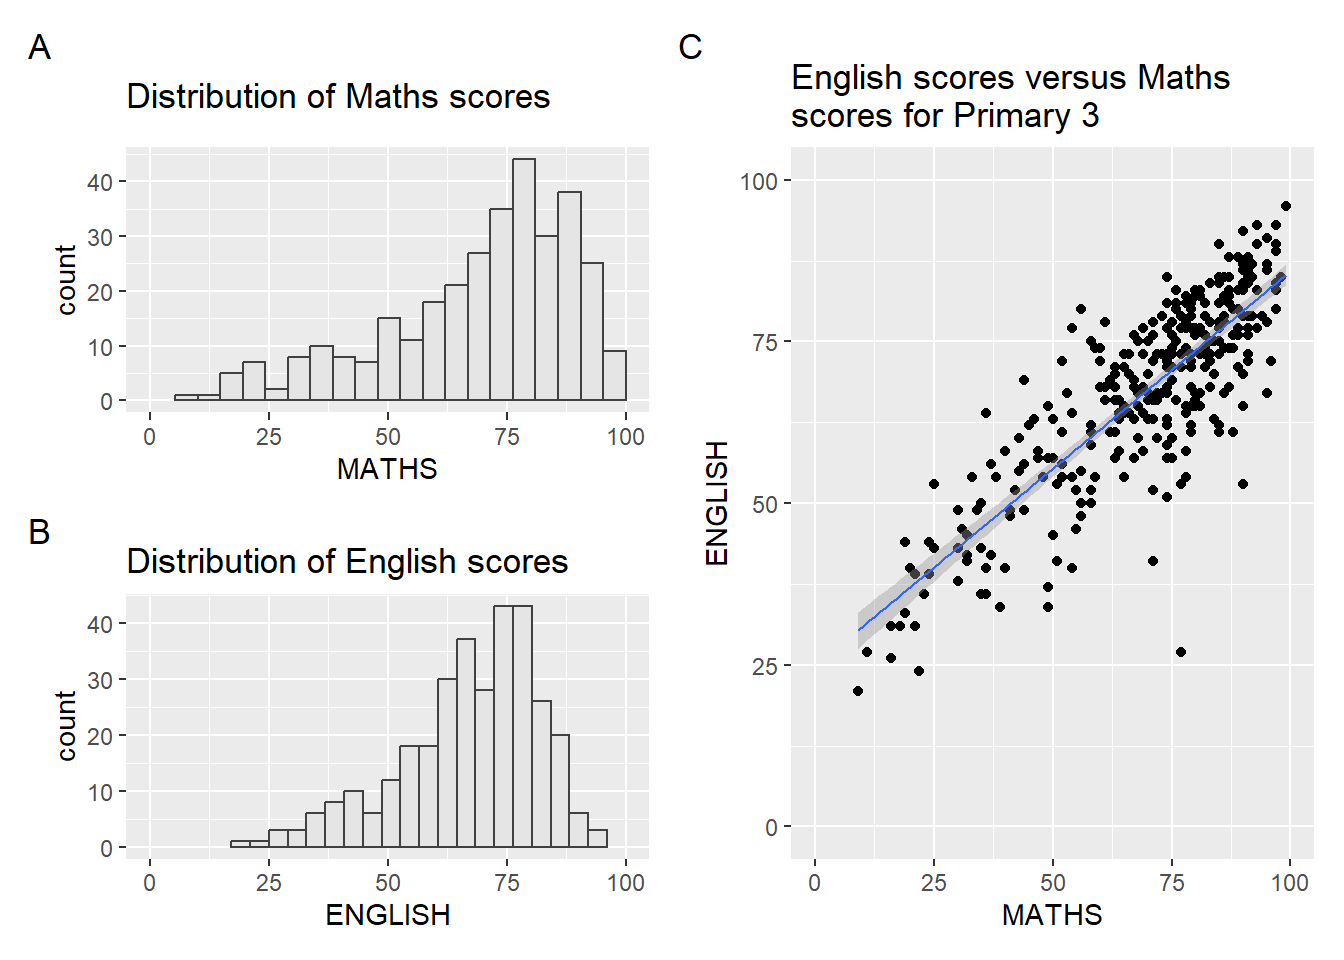 A
Distribution of Maths scores
count
40
30
20
10
0
0 25 50 75 100
MATHS
B
Distribution of English scores
count
40
30
20
10
0
0 25 50 75 100
ENGLISH
C
English scores versus Maths
scores for Primary 3
ENGLISH
100
75
50
25
0
0 25 50 75 100
MATHS